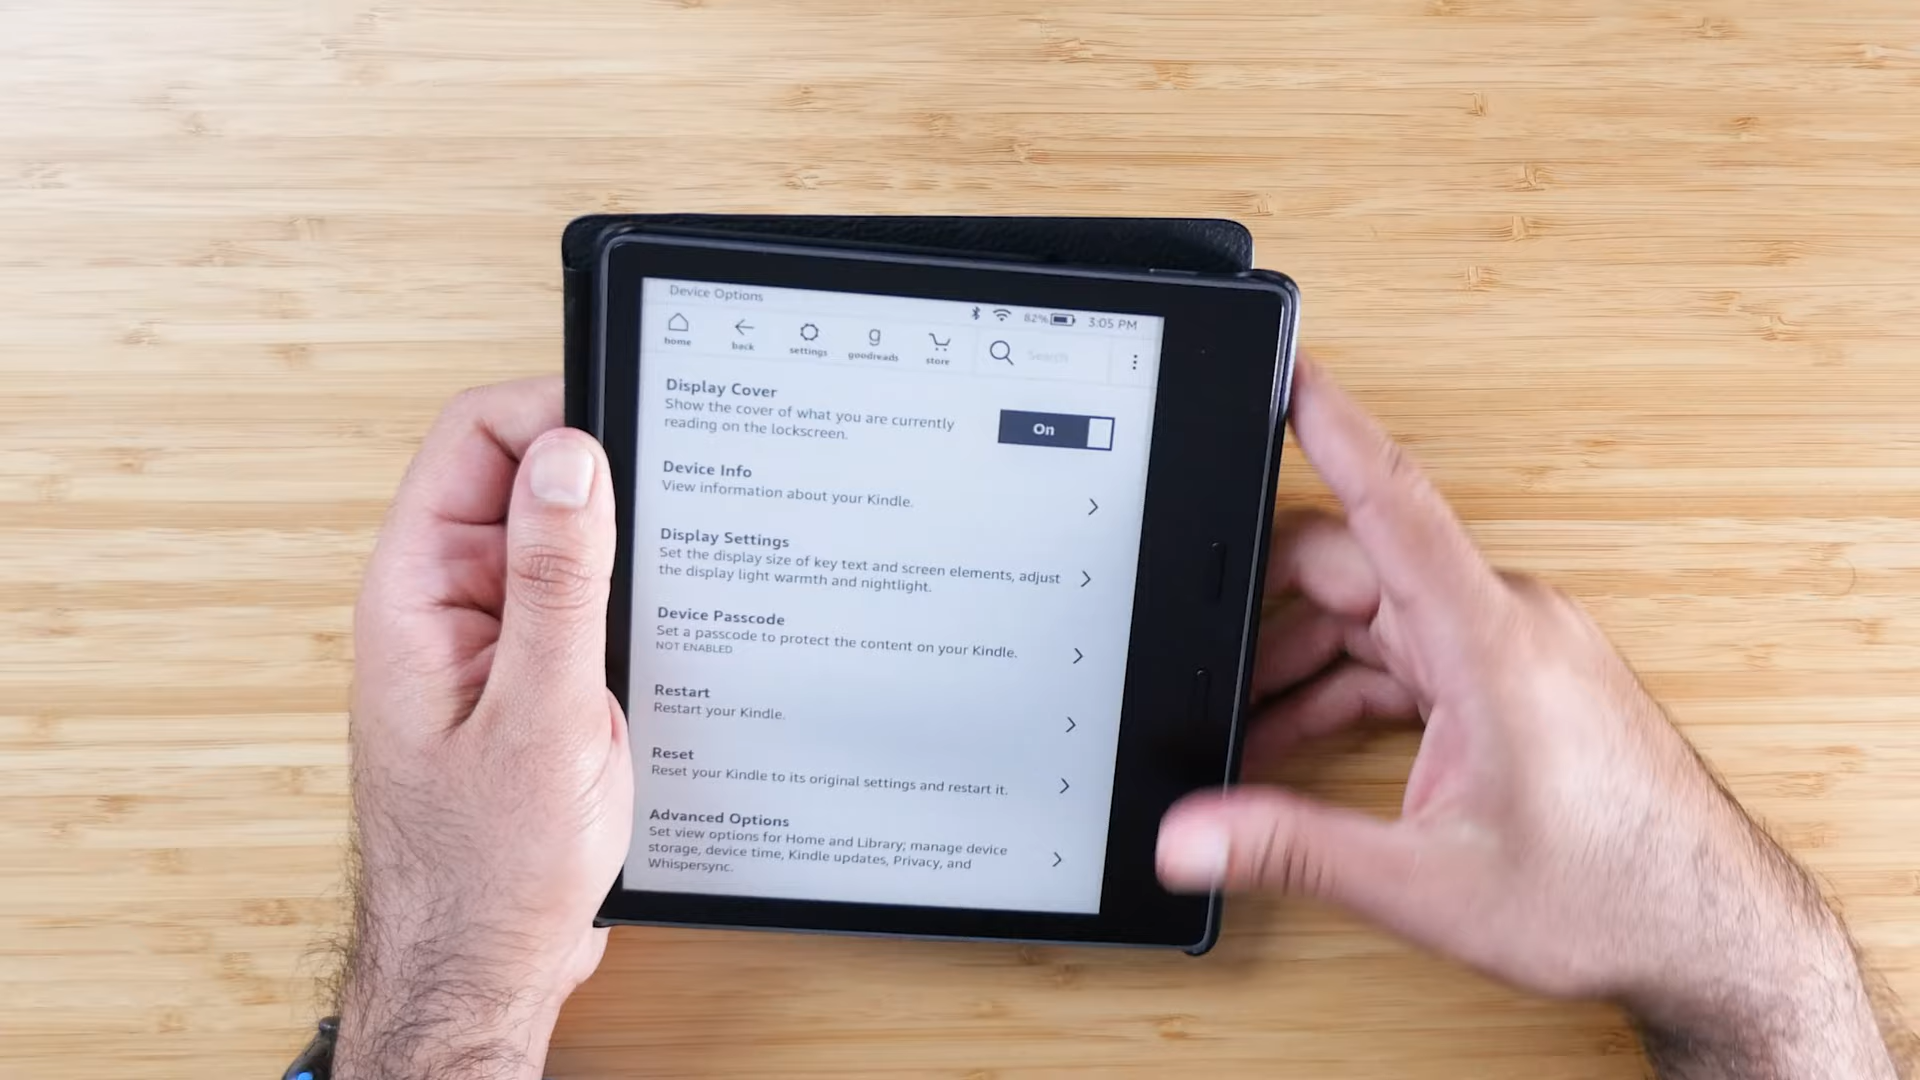 Device Options
82% 3:05 PM
home back settings goodreads store Search
Display Cover
Show the cover of what you are currently
reading on the lockscreen.
On
Device Info
View information about your Kindle.
Display Settings
Set the display size of key text and screen elements, adjust
the display light warmth and nightlight.
Device Passcode
Set a passcode to protect the content on your Kindle.
NOT ENABLED
Restart
Restart your Kindle.
Reset
Reset your Kindle to its original settings and restart it.
Advanced Options
Set view options for Home and Library; manage device
storage, device time, Kindle updates, Privacy, and
Whispersync.